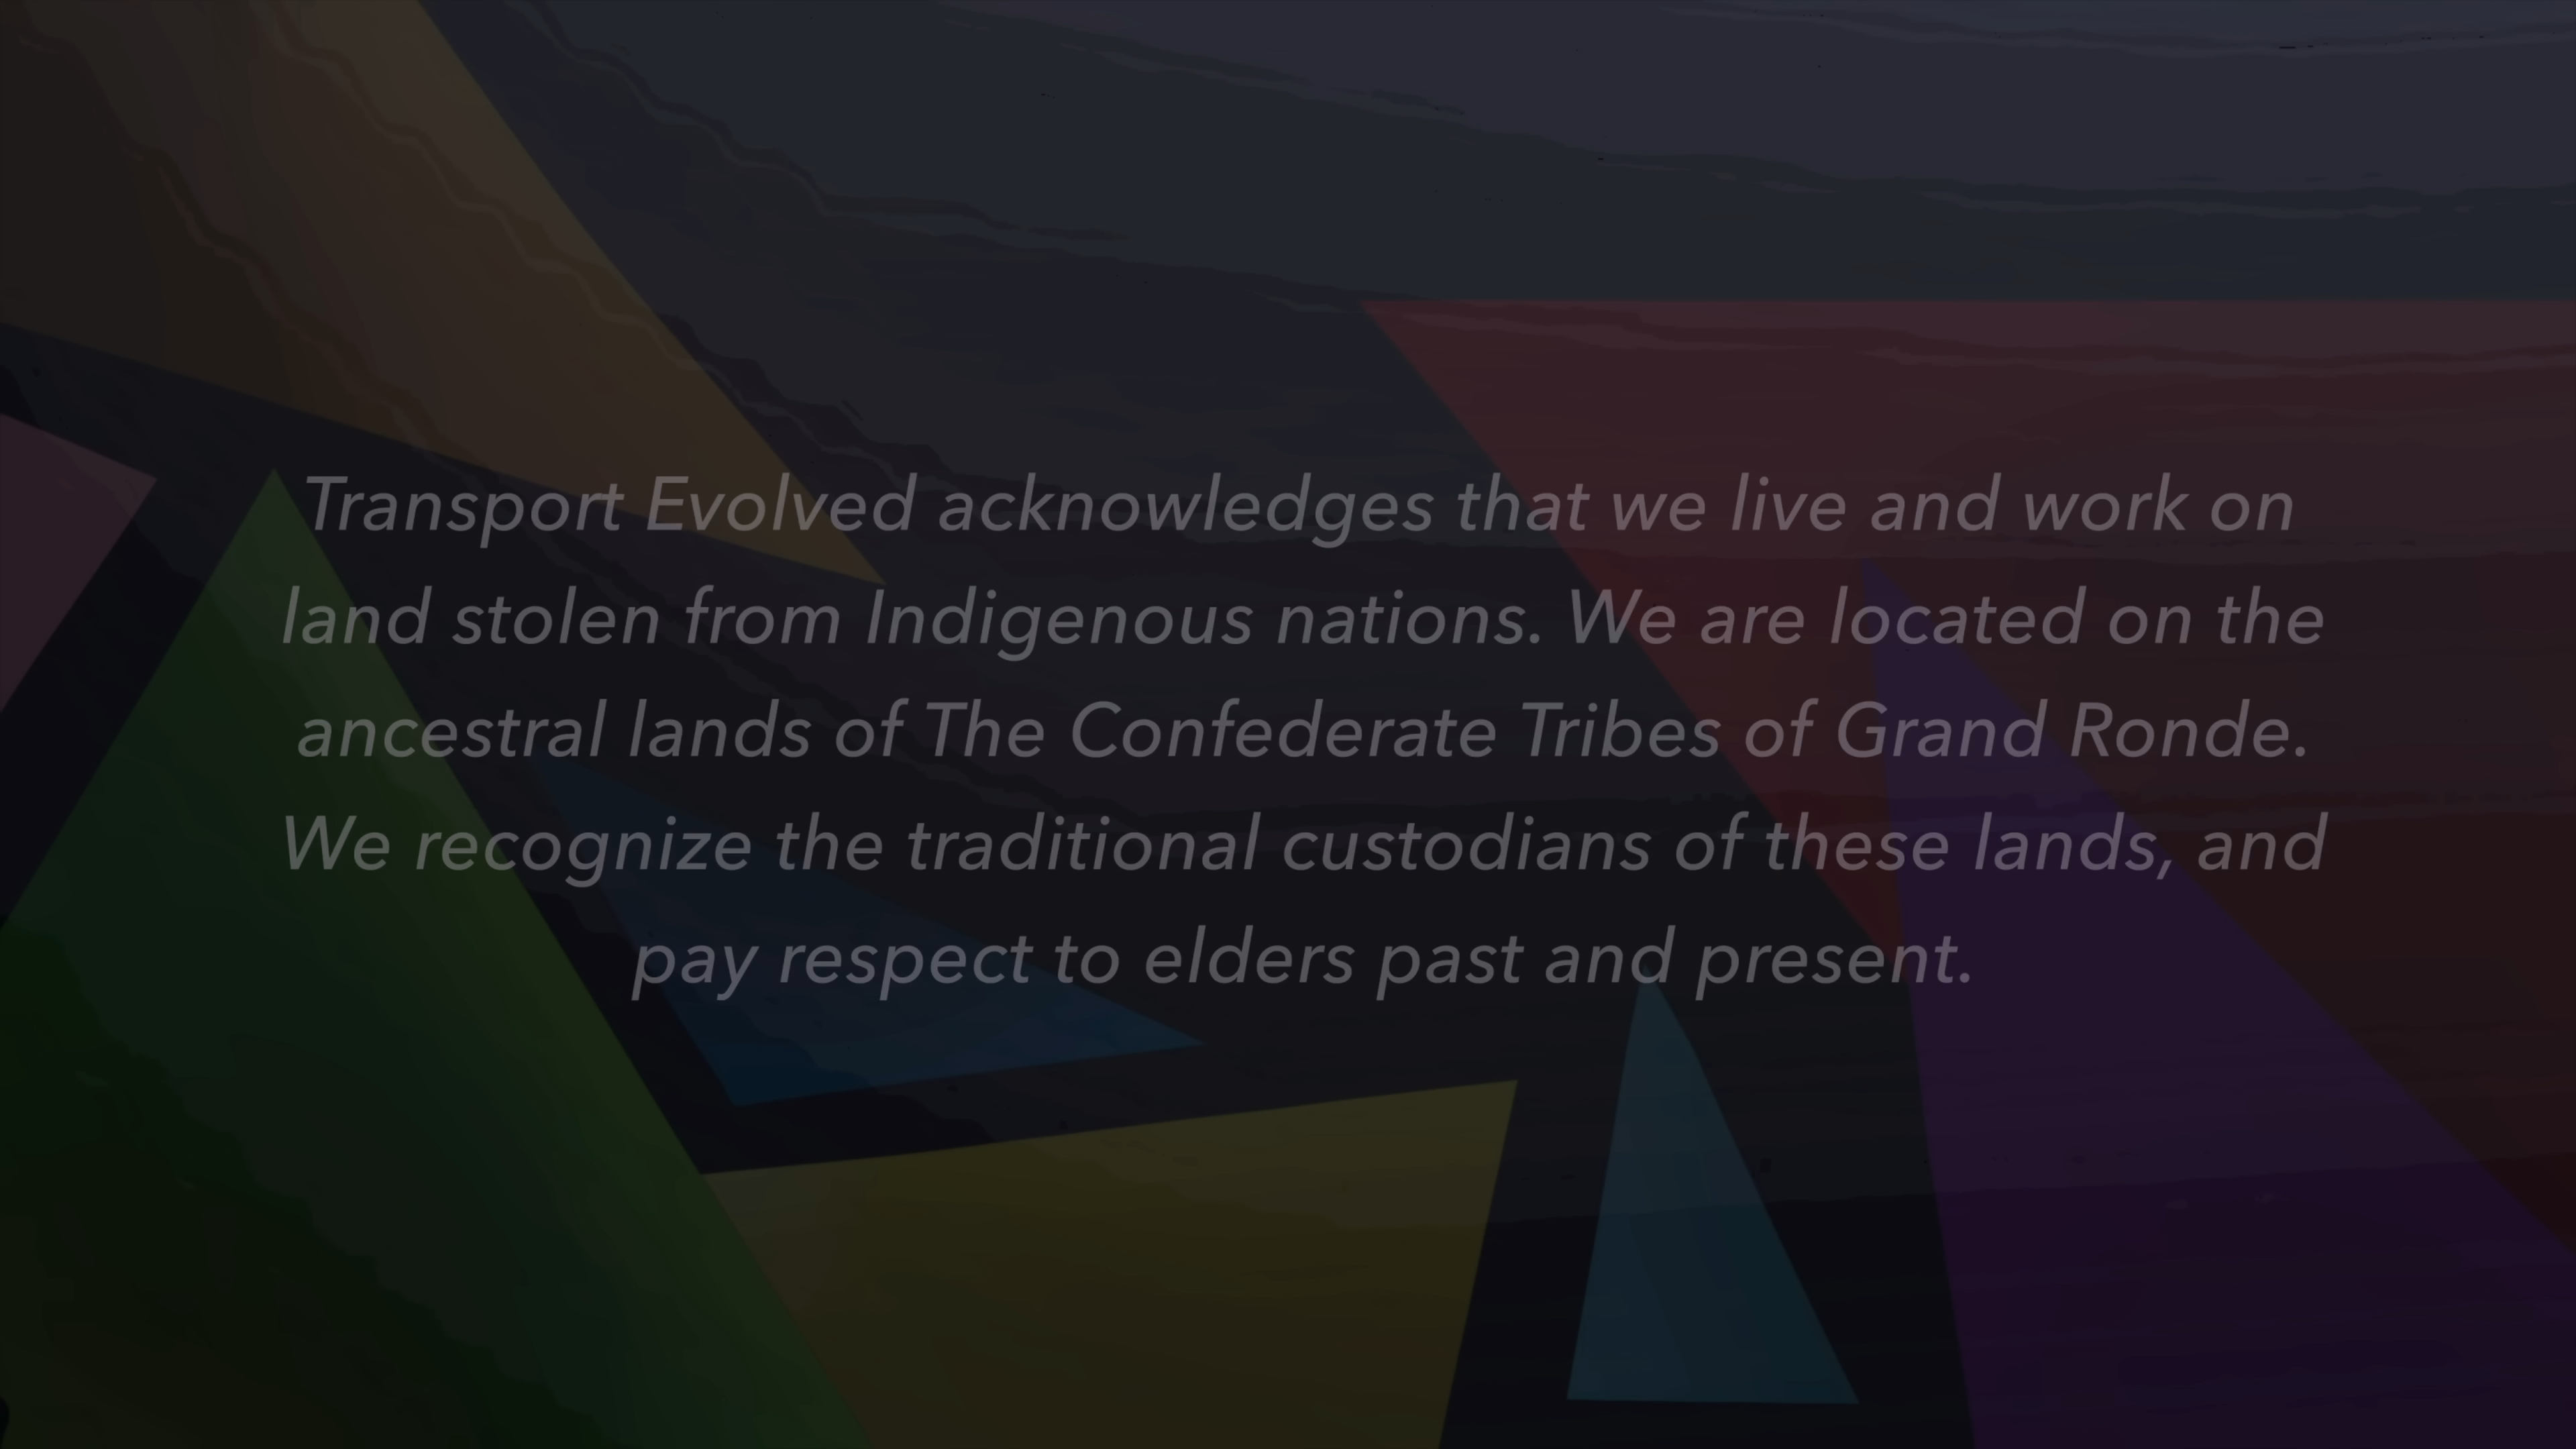 Transport Evolved acknowledges that we live and work on
land stolen from Indigenous nations. We are located on the
ancestral lands of The Confederate Tribes of Grand Ronde.
We recognize the traditional custodians of these lands, and
pay respect to elders past and present.